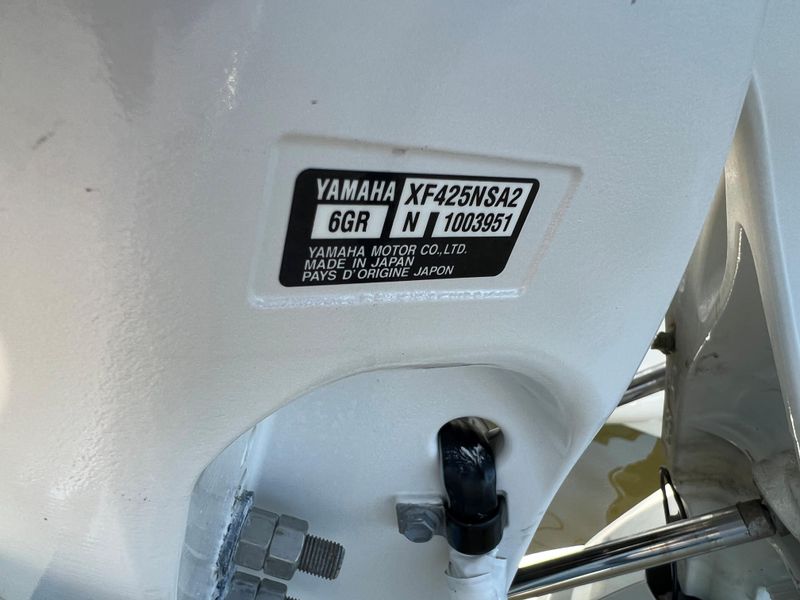 YAMAHA XF425NSA2
6GR N 1003951
YAMAHA MOTOR CO.,LTD.
MADE IN JAPAN
PAYS D'ORIGINE JAPON